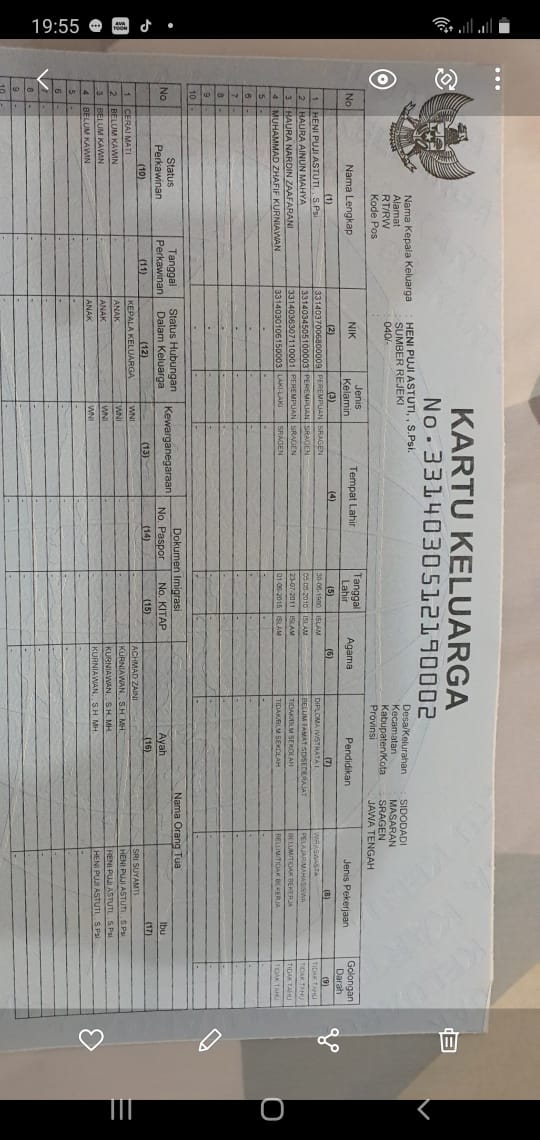 19:55
KARTU KELUARGA
No. 3314030512190002
Nama Kepala Keluarga : HENI PUJI ASTUTI, , S.Psi.
Alamat : SUMBER REJEKI
RT/RW : 040/-
Kode Pos :
Desa/Kelurahan : SIDODADI
Kecamatan : MASARAN
Kabupaten/Kota : SRAGEN
Provinsi : JAWA TENGAH
No Nama Lengkap NIK Jenis Kelamin Tempat Lahir Tanggal Lahir Agama Pendidikan Jenis Pekerjaan Golongan Darah
(1) (2) (3) (4) (5) (6) (7) (8) (9)
1 HENI PUJI ASTUTI, , S.Psi 3314037006800009 PEREMPUAN SRAGEN 30-06-1980 ISLAM DIPLOMA IV/STRATA I WIRASWASTA TIDAK TAHU
2 HAURA AINUN MAHYA 3314034505100003 PEREMPUAN SRAGEN 05-05-2010 ISLAM BELUM TAMAT SD/SEDERAJAT PELAJAR/MAHASISWA TIDAK TAHU
3 HAURA NARDIN ZAAFARANI 3314036307110001 PEREMPUAN SRAGEN 23-07-2011 ISLAM TIDAK/BLM SEKOLAH BELUM/TIDAK BEKERJA TIDAK TAHU
4 MUHAMMAD ZHAFIF KURNIAWAN 3314030106150003 LAKI-LAKI SRAGEN 01-06-2015 ISLAM TIDAK/BLM SEKOLAH BELUM/TIDAK BEKERJA TIDAK TAHU
5 - - - - - - - - -
6 - - - - - - - - -
7 - - - - - - - - -
8 - - - - - - - - -
9 - - - - - - - - -
10 - - - - - - - - -
No Status Perkawinan Tanggal Perkawinan Status Hubungan Dalam Keluarga Kewarganegaraan Dokumen Imigrasi Nama Orang Tua
No. Paspor No. KITAP Ayah Ibu
(10) (11) (12) (13) (14) (15) (16) (17)
1 CERAI MATI - KEPALA KELUARGA WNI - - ACHMAD ZAINI SRI SUYAMTI
2 BELUM KAWIN - ANAK WNI - - KURNIAWAN, , S.H. MH. HENI PUJI ASTUTI, , S.Psi
3 BELUM KAWIN - ANAK WNI - - KURNIAWAN, , S.H. MH. HENI PUJI ASTUTI, , S.Psi
4 BELUM KAWIN - ANAK WNI - - KURNIAWAN, , S.H. MH. HENI PUJI ASTUTI, , S.Psi
5 - - - - - - - -
6 - - - - - - - -
7 - - - - - - - -
8 - - - - - - - -
9 - - - - - - - -
10